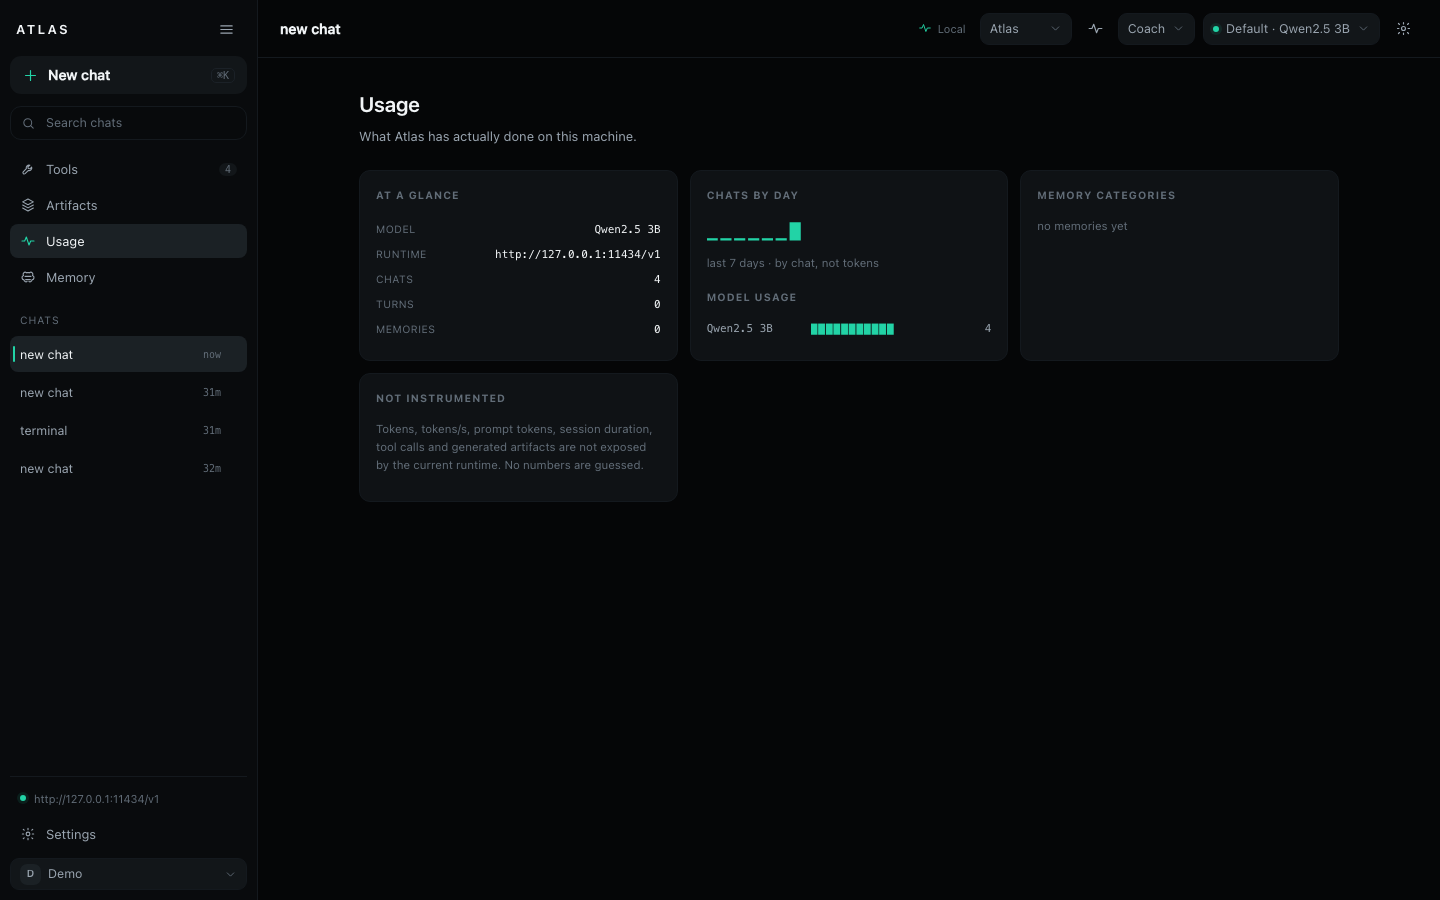 ATLAS
New chat
⌘K
Search chats
Tools
4
Artifacts
Usage
Memory
CHATS
new chat now
new chat 31m
terminal 31m
new chat 32m
http://127.0.0.1:11434/v1
Settings
D Demo
new chat
Local
Atlas
Coach
Default · Qwen2.5 3B
Usage
What Atlas has actually done on this machine.
AT A GLANCE
MODEL Qwen2.5 3B
RUNTIME http://127.0.0.1:11434/v1
CHATS 4
TURNS 0
MEMORIES 0
CHATS BY DAY
last 7 days · by chat, not tokens
MODEL USAGE
Qwen2.5 3B 4
MEMORY CATEGORIES
no memories yet
NOT INSTRUMENTED
Tokens, tokens/s, prompt tokens, session duration,
tool calls and generated artifacts are not exposed
by the current runtime. No numbers are guessed.